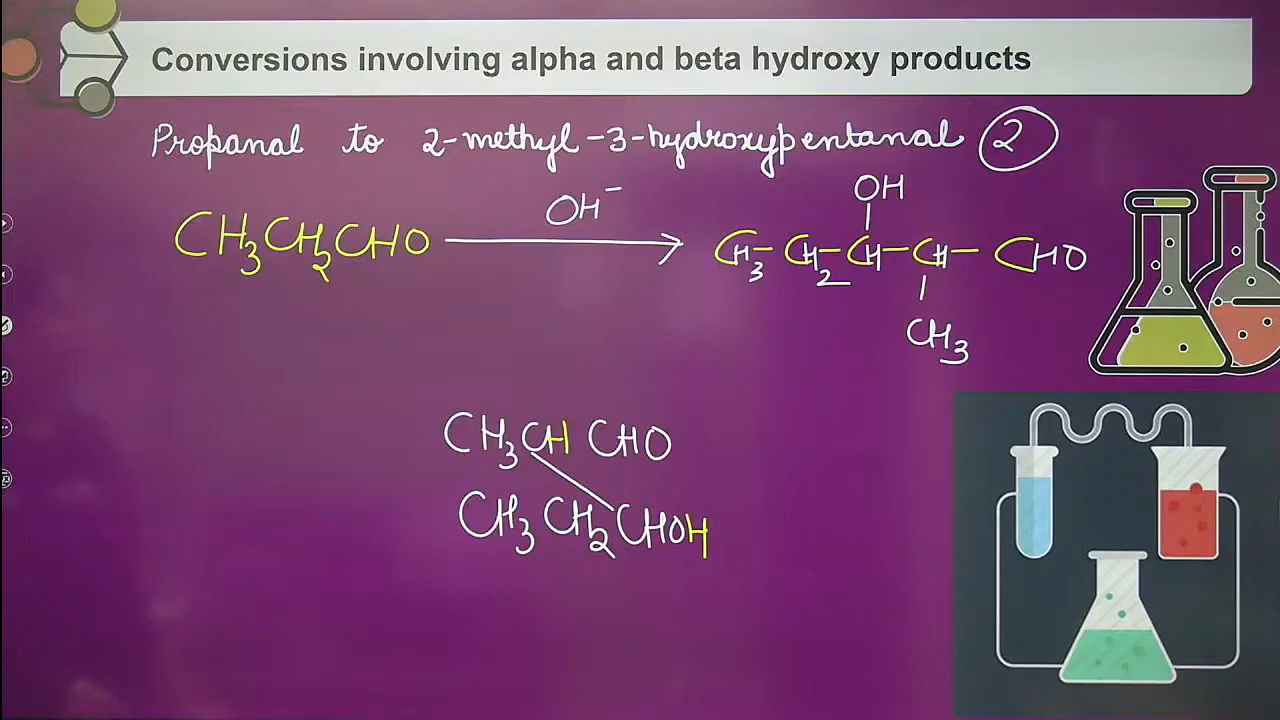 Conversions involving alpha and beta hydroxy products
Propanal to 2-methyl-3-hydroxypentanal 2
OH
CH3CH2CHO OH⁻ CH3-CH2-CH-CH-CHO
CH3
CH3CH CHO
CH3CH2CHOH